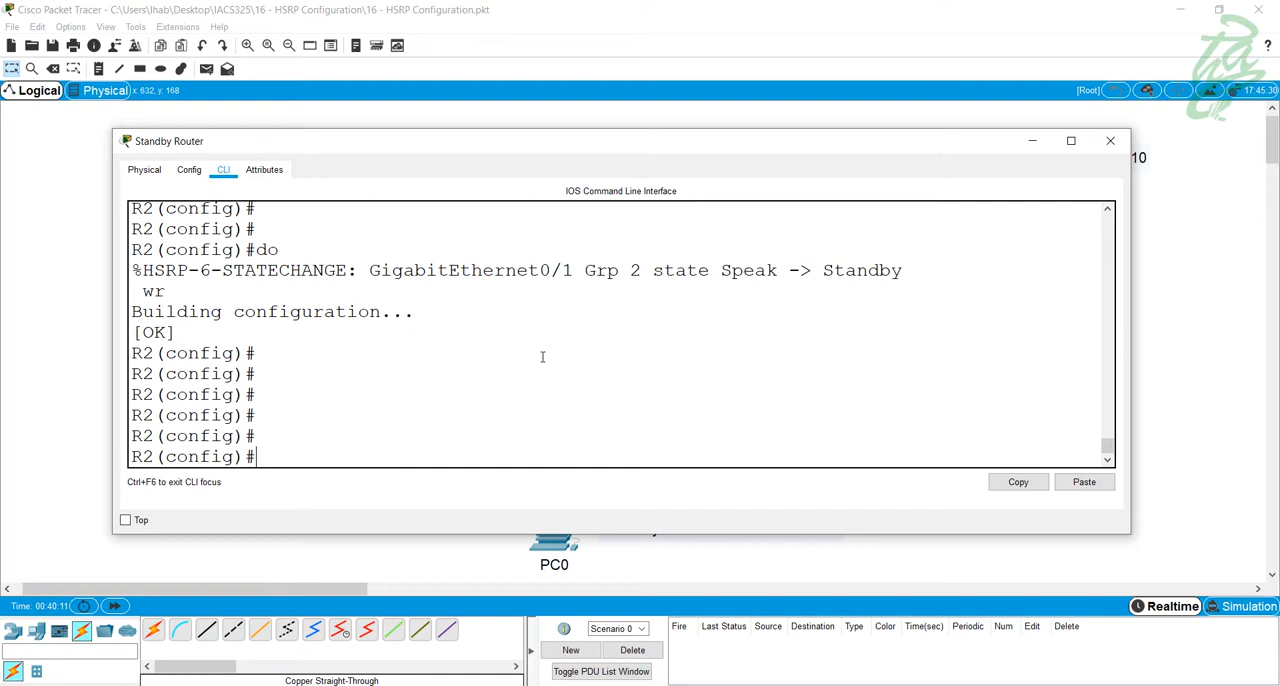 Cisco Packet Tracer - C:\Users\Ihab\Desktop\IACS325\16 - HSRP Configuration\16 - HSRP Configuration.pkt
File Edit Options View Tools Extensions Help
Logical Physical x: 632, y: 168 [Root] 17:45:30
Standby Router
10
Physical Config CLI Attributes
IOS Command Line Interface
R2(config)#
R2(config)#
R2(config)#do
%HSRP-6-STATECHANGE: GigabitEthernet0/1 Grp 2 state Speak -> Standby
wr
Building configuration...
[OK]
R2(config)#
R2(config)#
R2(config)#
R2(config)#
R2(config)#
R2(config)#
Ctrl+F6 to exit CLI focus
Copy Paste
Top
PC0
Time: 00:40:11 Realtime Simulation
Scenario 0 Fire Last Status Source Destination Type Color Time(sec) Periodic Num Edit Delete
New Delete
Toggle PDU List Window
Copper Straight-Through